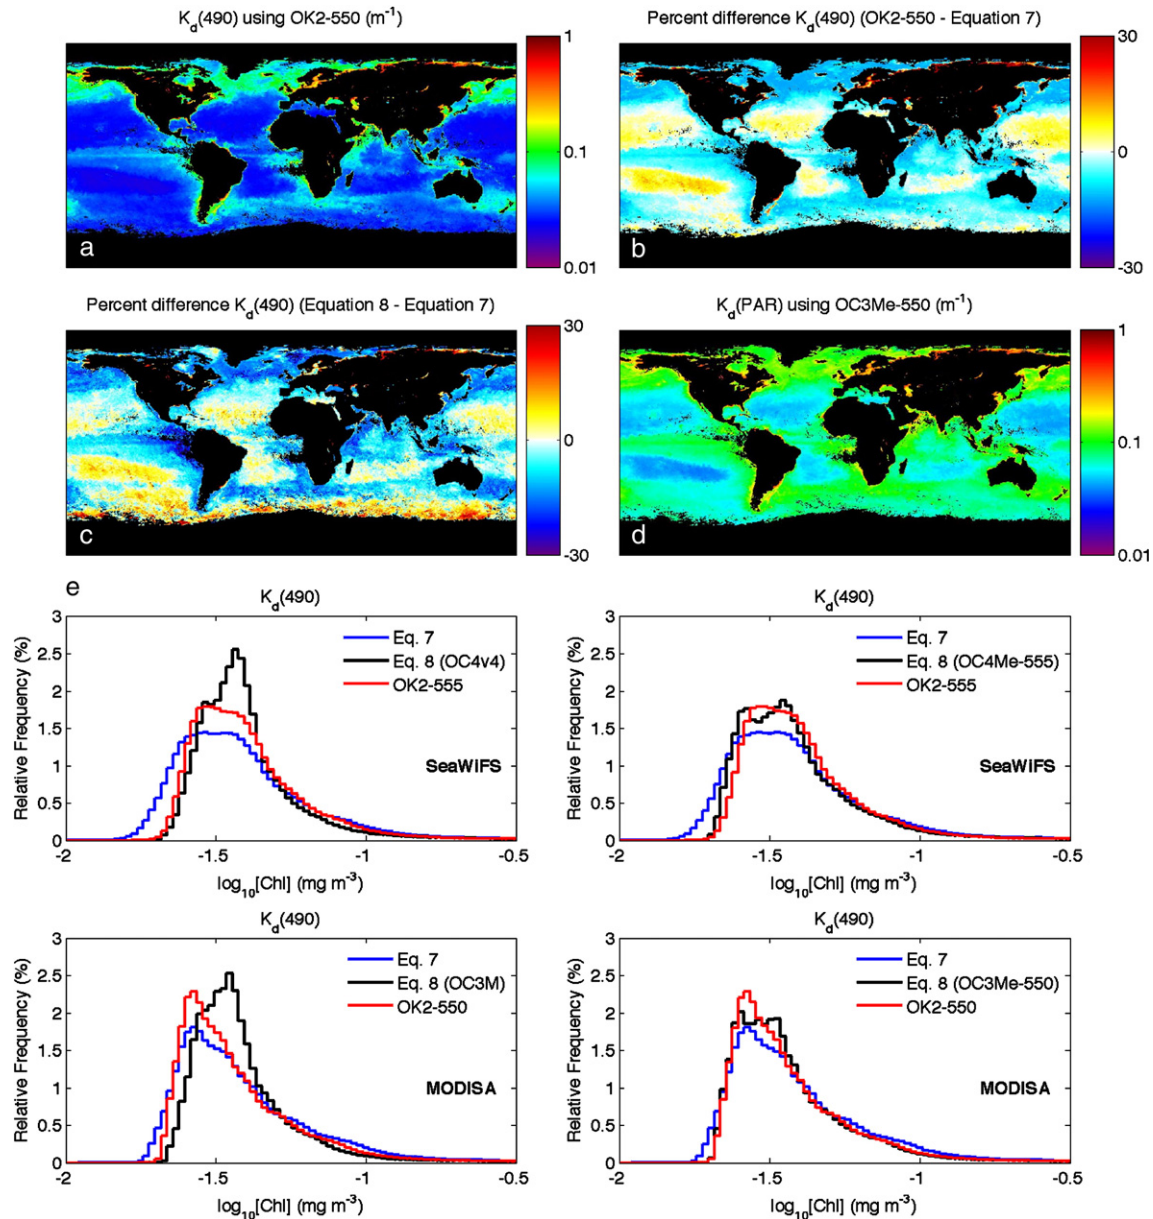 K_d(490) using OK2-550 (m⁻¹)
Percent difference K_d(490) (OK2-550 - Equation 7)
1
0.1
0.01
a
30
0
-30
b
Percent difference K_d(490) (Equation 8 - Equation 7)
K_d(PAR) using OC3Me-550 (m⁻¹)
30
0
-30
c
1
0.1
0.01
d
e
K_d(490)
Relative Frequency (%)
3
2.5
2
1.5
1
0.5
0
Eq. 7
Eq. 8 (OC4v4)
OK2-555
SeaWiFS
-2
-1.5
-1
-0.5
log₁₀[Chl] (mg m⁻³)
K_d(490)
Relative Frequency (%)
3
2.5
2
1.5
1
0.5
0
Eq. 7
Eq. 8 (OC4Me-555)
OK2-555
SeaWiFS
-2
-1.5
-1
-0.5
log₁₀[Chl] (mg m⁻³)
K_d(490)
Relative Frequency (%)
3
2.5
2
1.5
1
0.5
0
Eq. 7
Eq. 8 (OC3M)
OK2-550
MODISA
-2
-1.5
-1
-0.5
log₁₀[Chl] (mg m⁻³)
K_d(490)
Relative Frequency (%)
3
2.5
2
1.5
1
0.5
0
Eq. 7
Eq. 8 (OC3Me-550)
OK2-550
MODISA
-2
-1.5
-1
-0.5
log₁₀[Chl] (mg m⁻³)